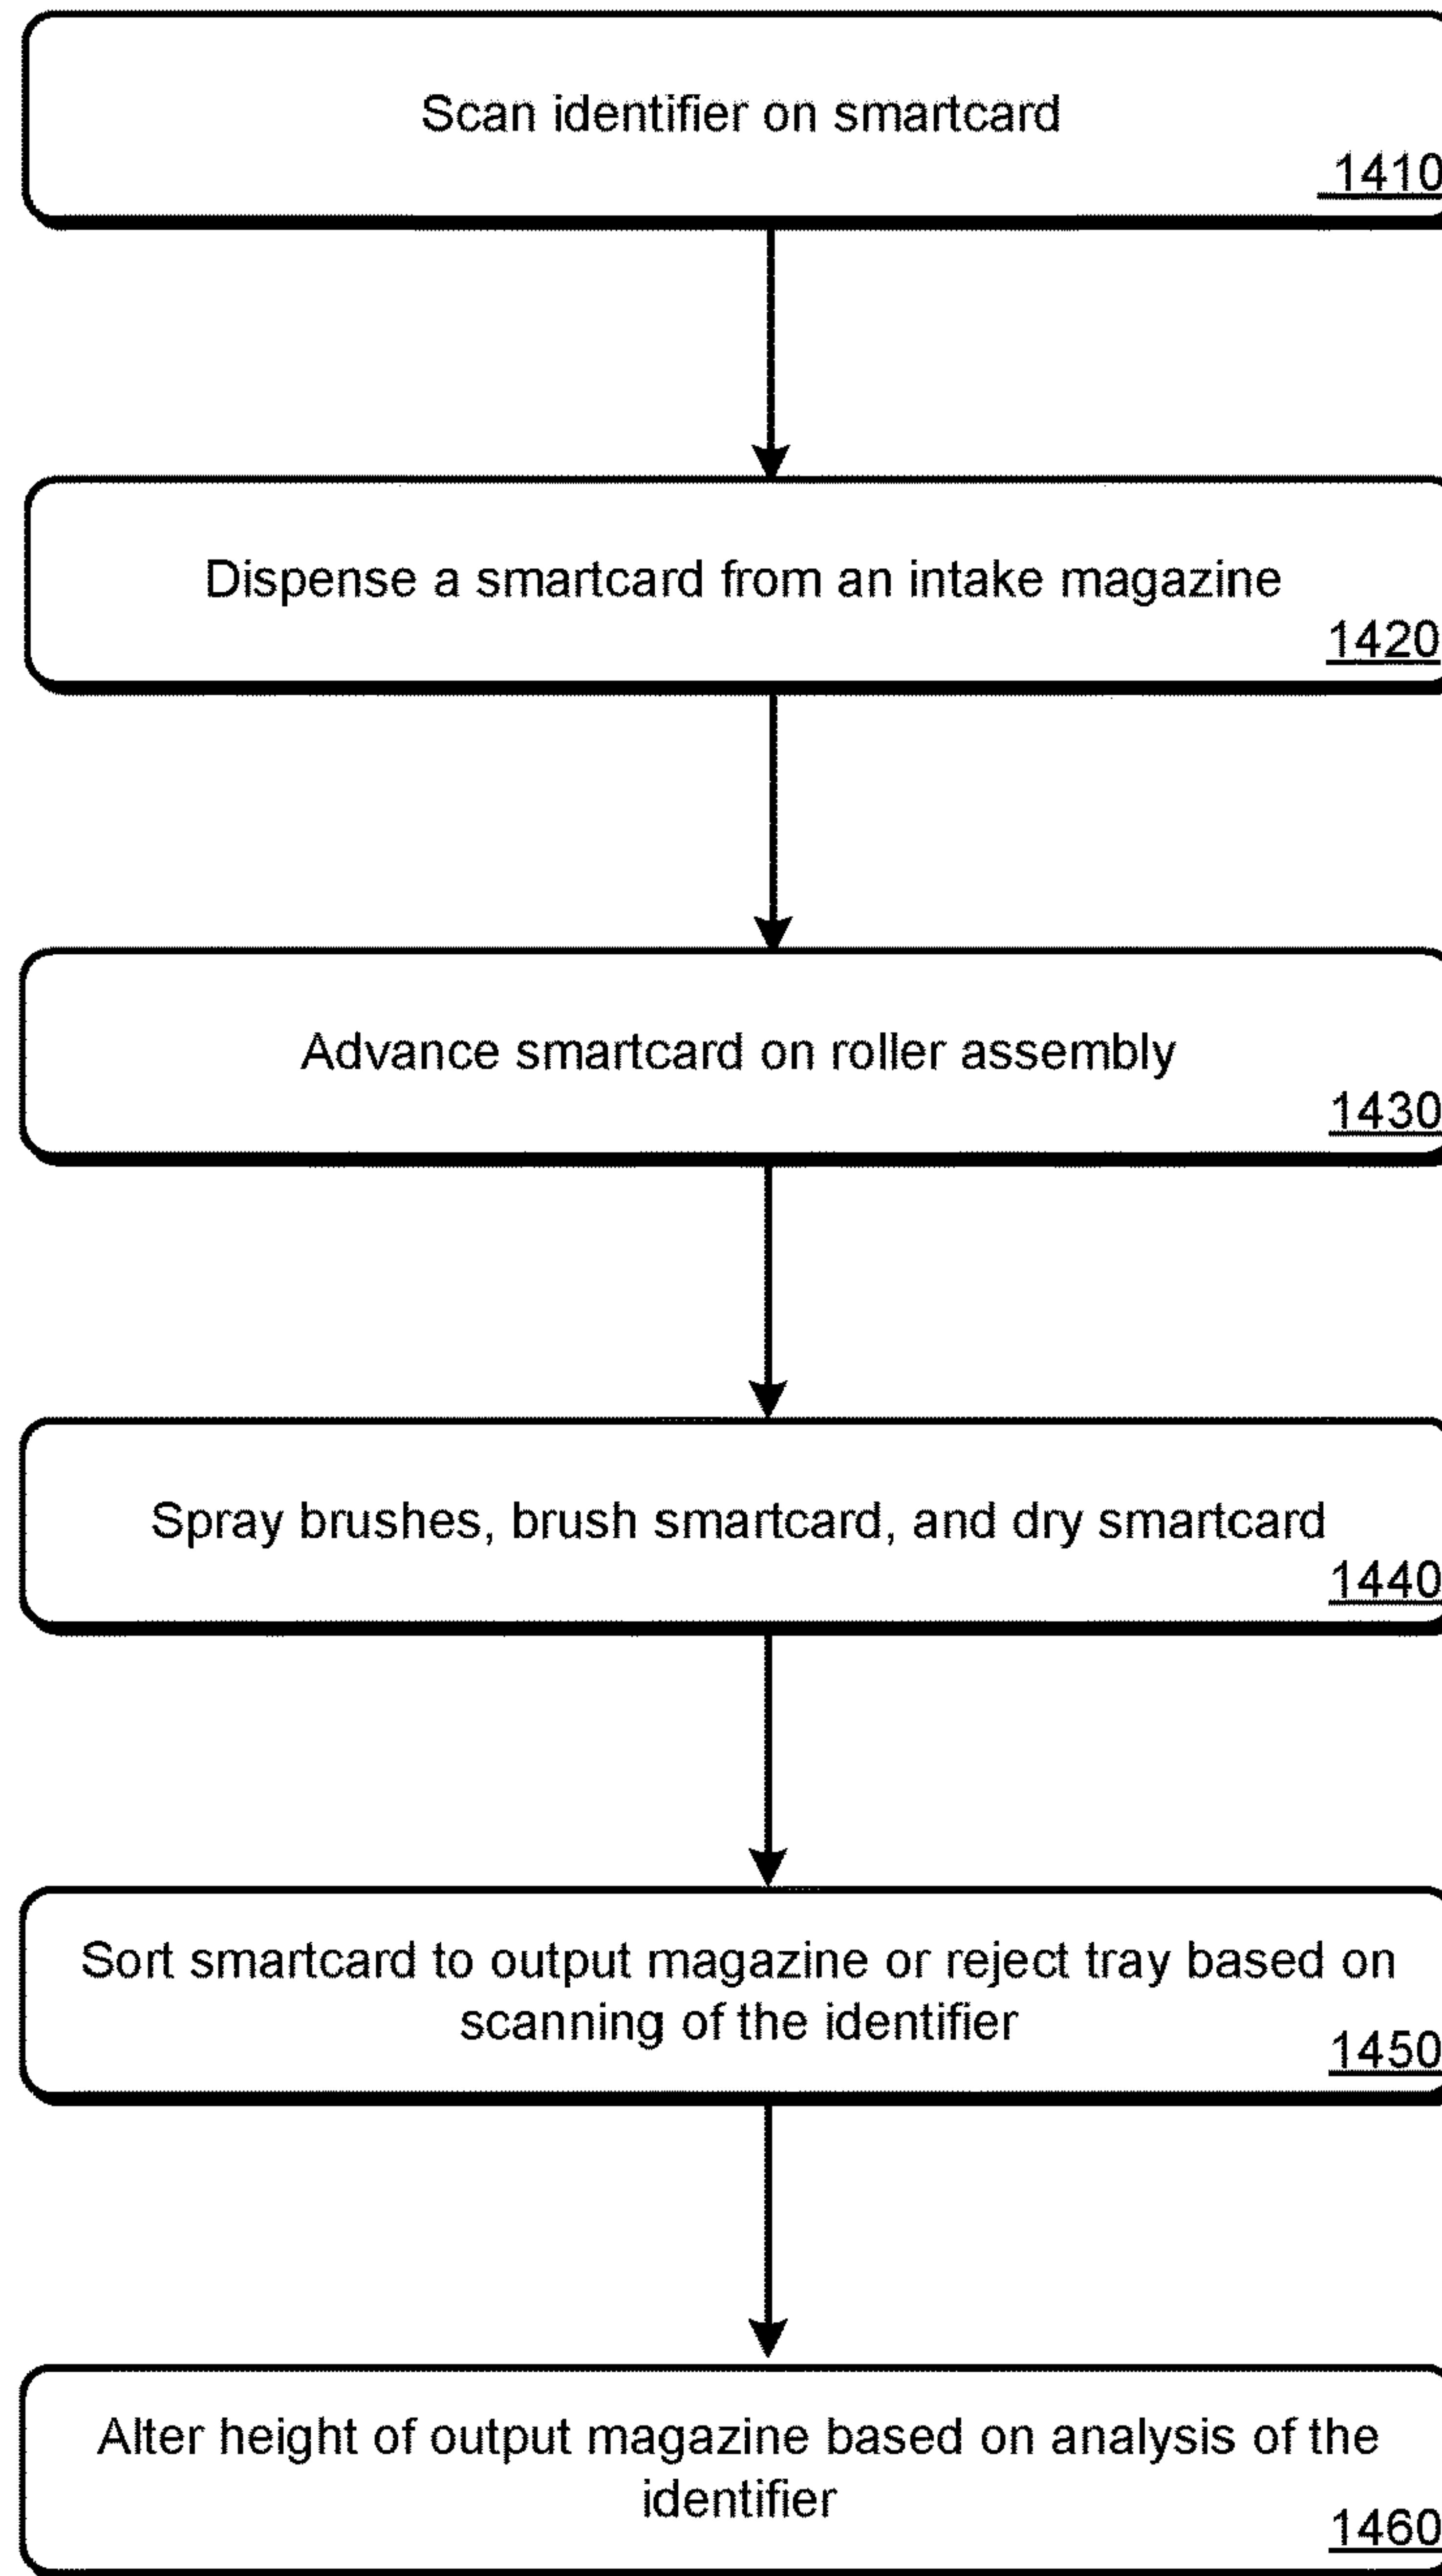 Scan identifier on smartcard
1410
Dispense a smartcard from an intake magazine
1420
Advance smartcard on roller assembly
1430
Spray brushes, brush smartcard, and dry smartcard
1440
Sort smartcard to output magazine or reject tray based on
scanning of the identifier
1450
Alter height of output magazine based on analysis of the
identifier
1460